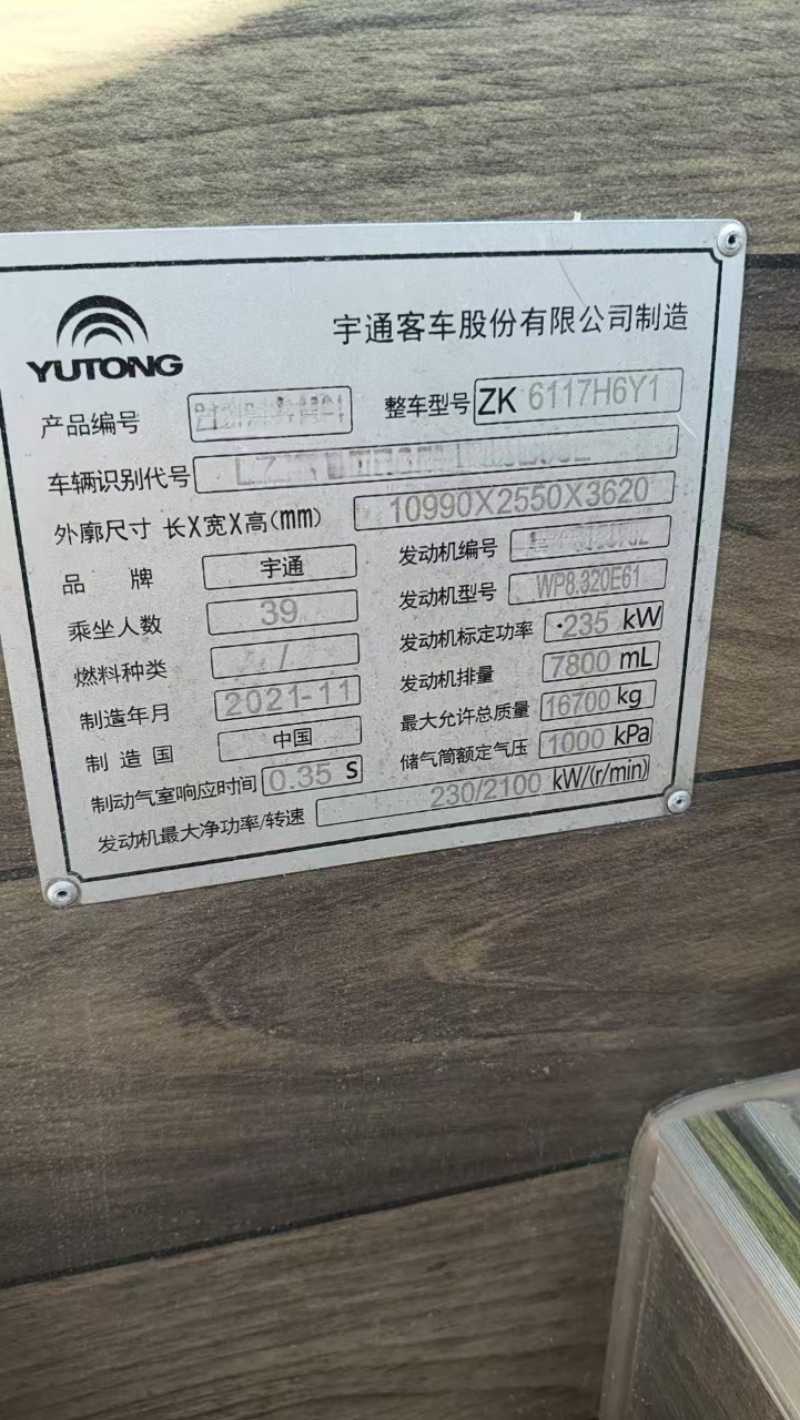 YUTONG
宇通客车股份有限公司制造
产品编号
整车型号 ZK 6117H6Y1
车辆识别代号
外廓尺寸 长X宽X高(mm) 10990X2550X3620
品 牌 宇通
发动机编号
乘坐人数 39
发动机型号 WP8.320E61
燃料种类 /
发动机标定功率 ·235 kW
制造年月 2021-11
发动机排量 7800 mL
制造国 中国
最大允许总质量 16700 kg
制动气室响应时间 0.35 S
储气筒额定气压 1000 kPa
发动机最大净功率/转速 230/2100 kW/(r/min)